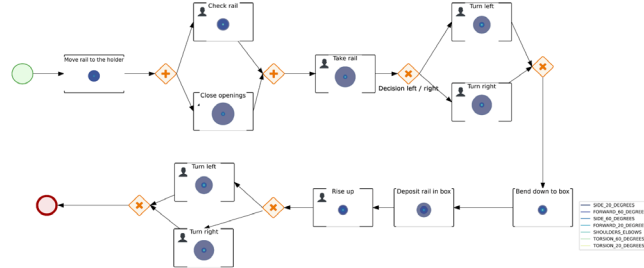 Check rail
Turn left
Move rail to the holder
Take rail
Decision left / right
Close openings
Turn right
Turn left
Rise up
Deposit rail in box
Bend down to box
Turn right
SIDE_20_DEGREES
FORWARD_60_DEGREES
SIDE_60_DEGREES
FORWARD_20_DEGREES
SHOULDERS_ELBOWS
TORSION_60_DEGREES
TORSION_20_DEGREES